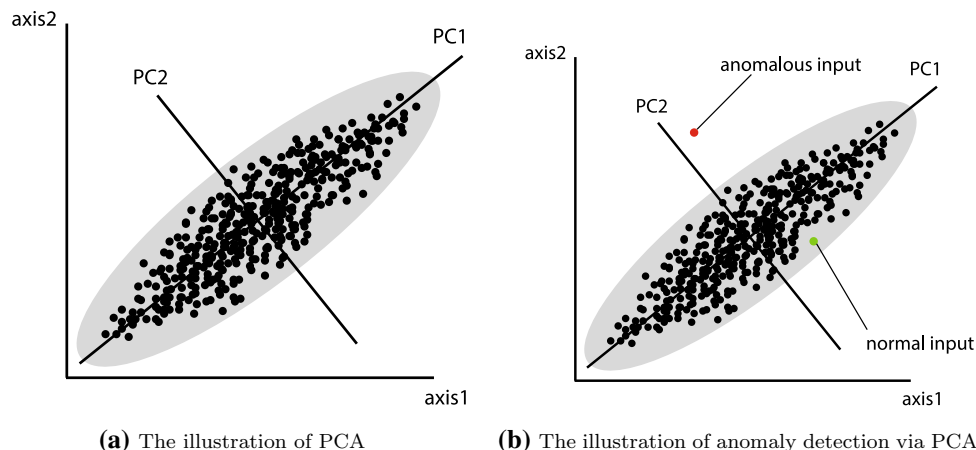 axis2
PC1
PC2
axis1
(a) The illustration of PCA
axis2
anomalous input
PC1
PC2
normal input
axis1
(b) The illustration of anomaly detection via PCA